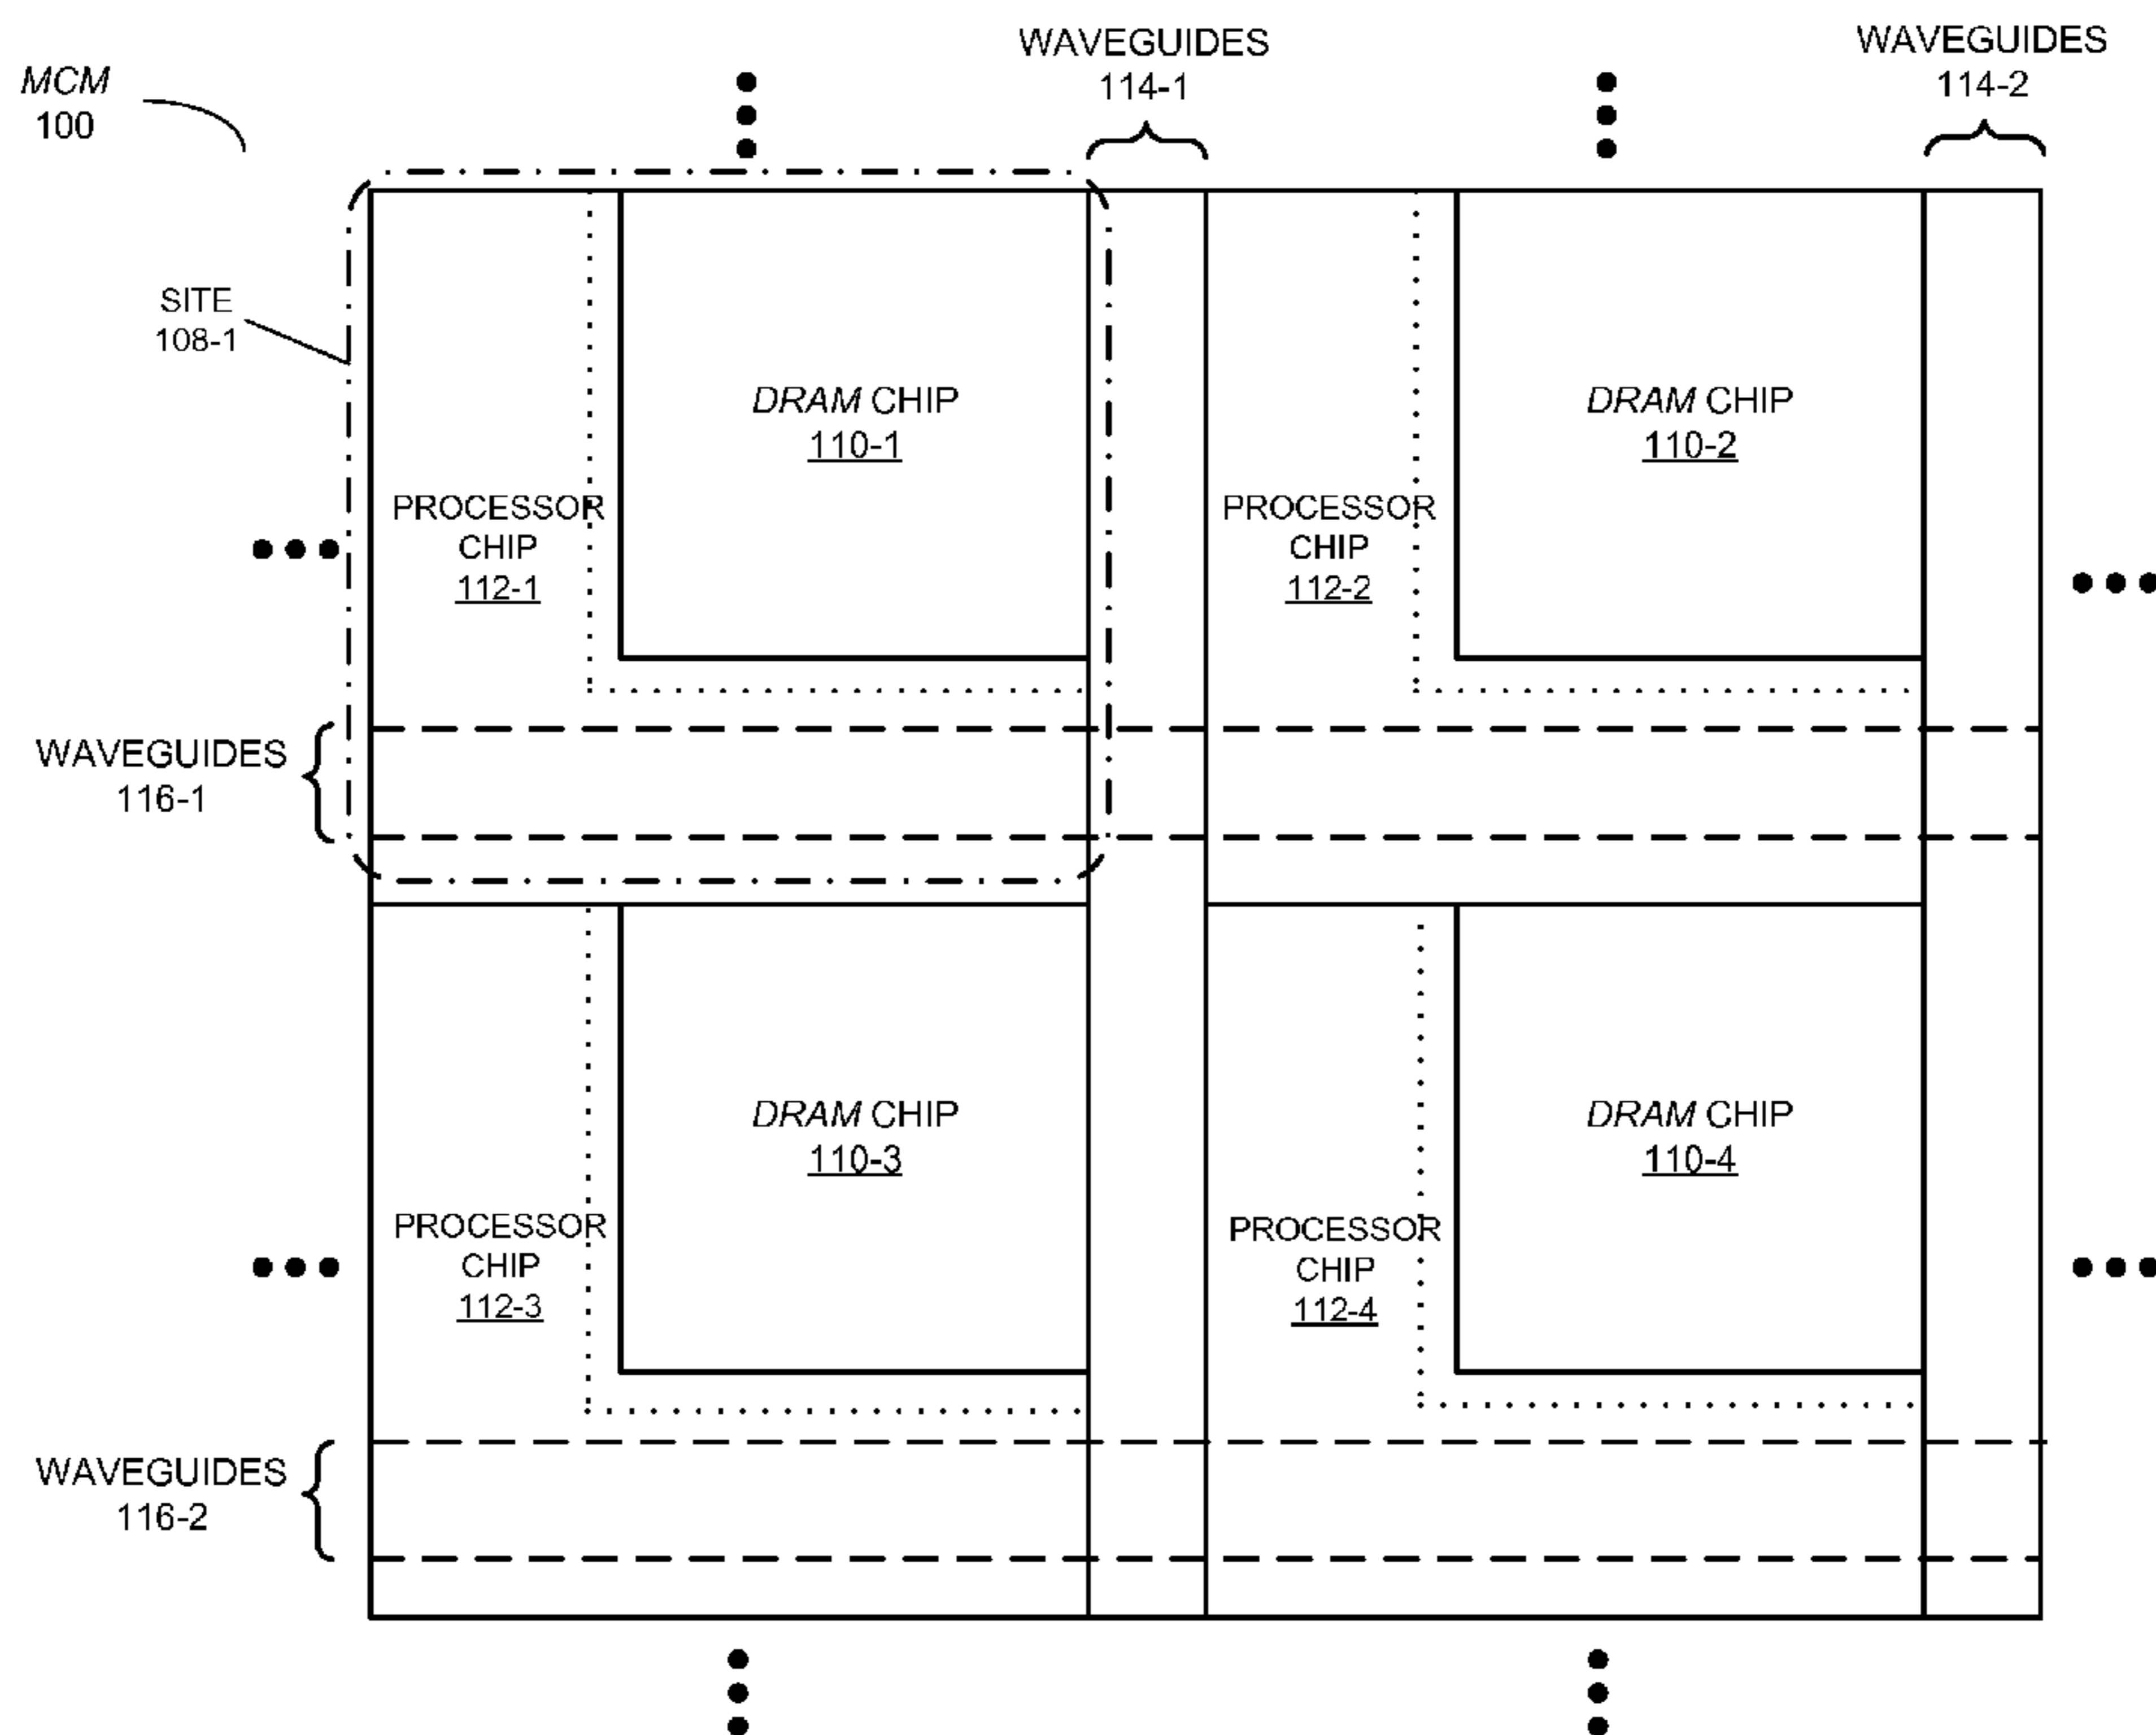 MCM
100
WAVEGUIDES
114-1
WAVEGUIDES
114-2
SITE
108-1
DRAM CHIP
110-1
DRAM CHIP
110-2
PROCESSOR
CHIP
112-1
PROCESSOR
CHIP
112-2
WAVEGUIDES
116-1
DRAM CHIP
110-3
DRAM CHIP
110-4
PROCESSOR
CHIP
112-3
PROCESSOR
CHIP
112-4
WAVEGUIDES
116-2